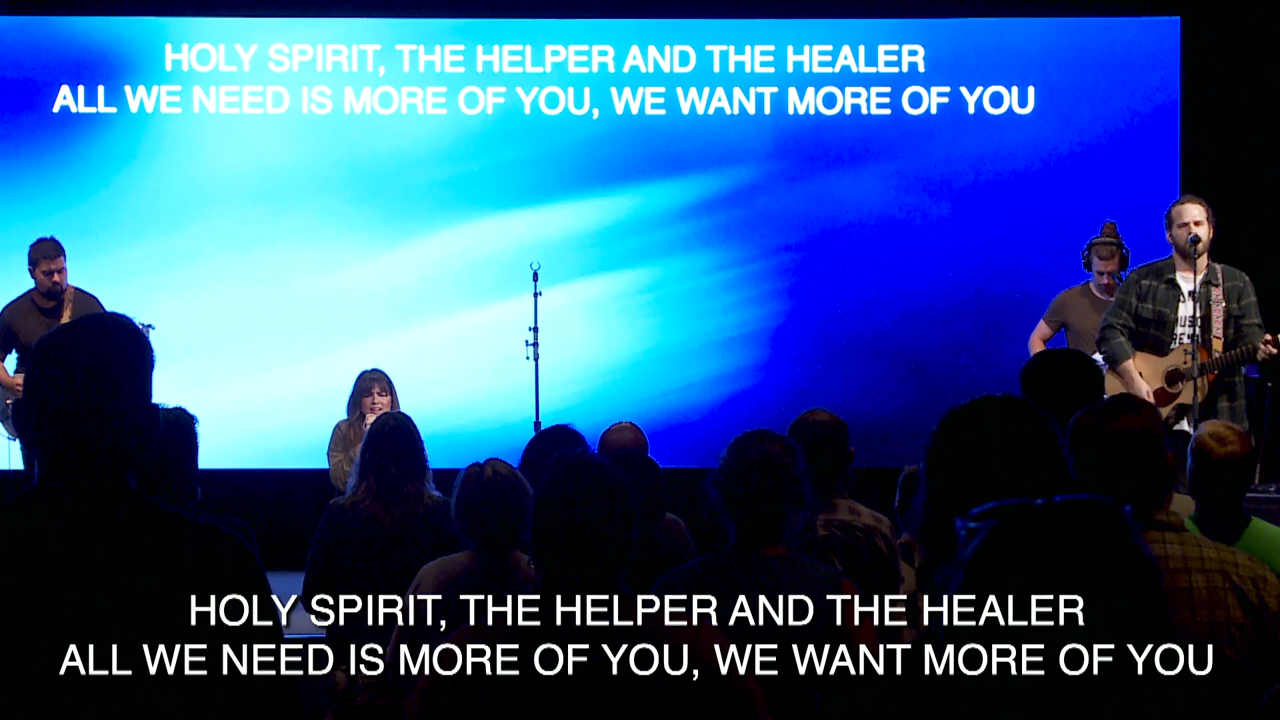 HOLY SPIRIT, THE HELPER AND THE HEALER
ALL WE NEED IS MORE OF YOU, WE WANT MORE OF YOU
HOLY SPIRIT, THE HELPER AND THE HEALER
ALL WE NEED IS MORE OF YOU, WE WANT MORE OF YOU